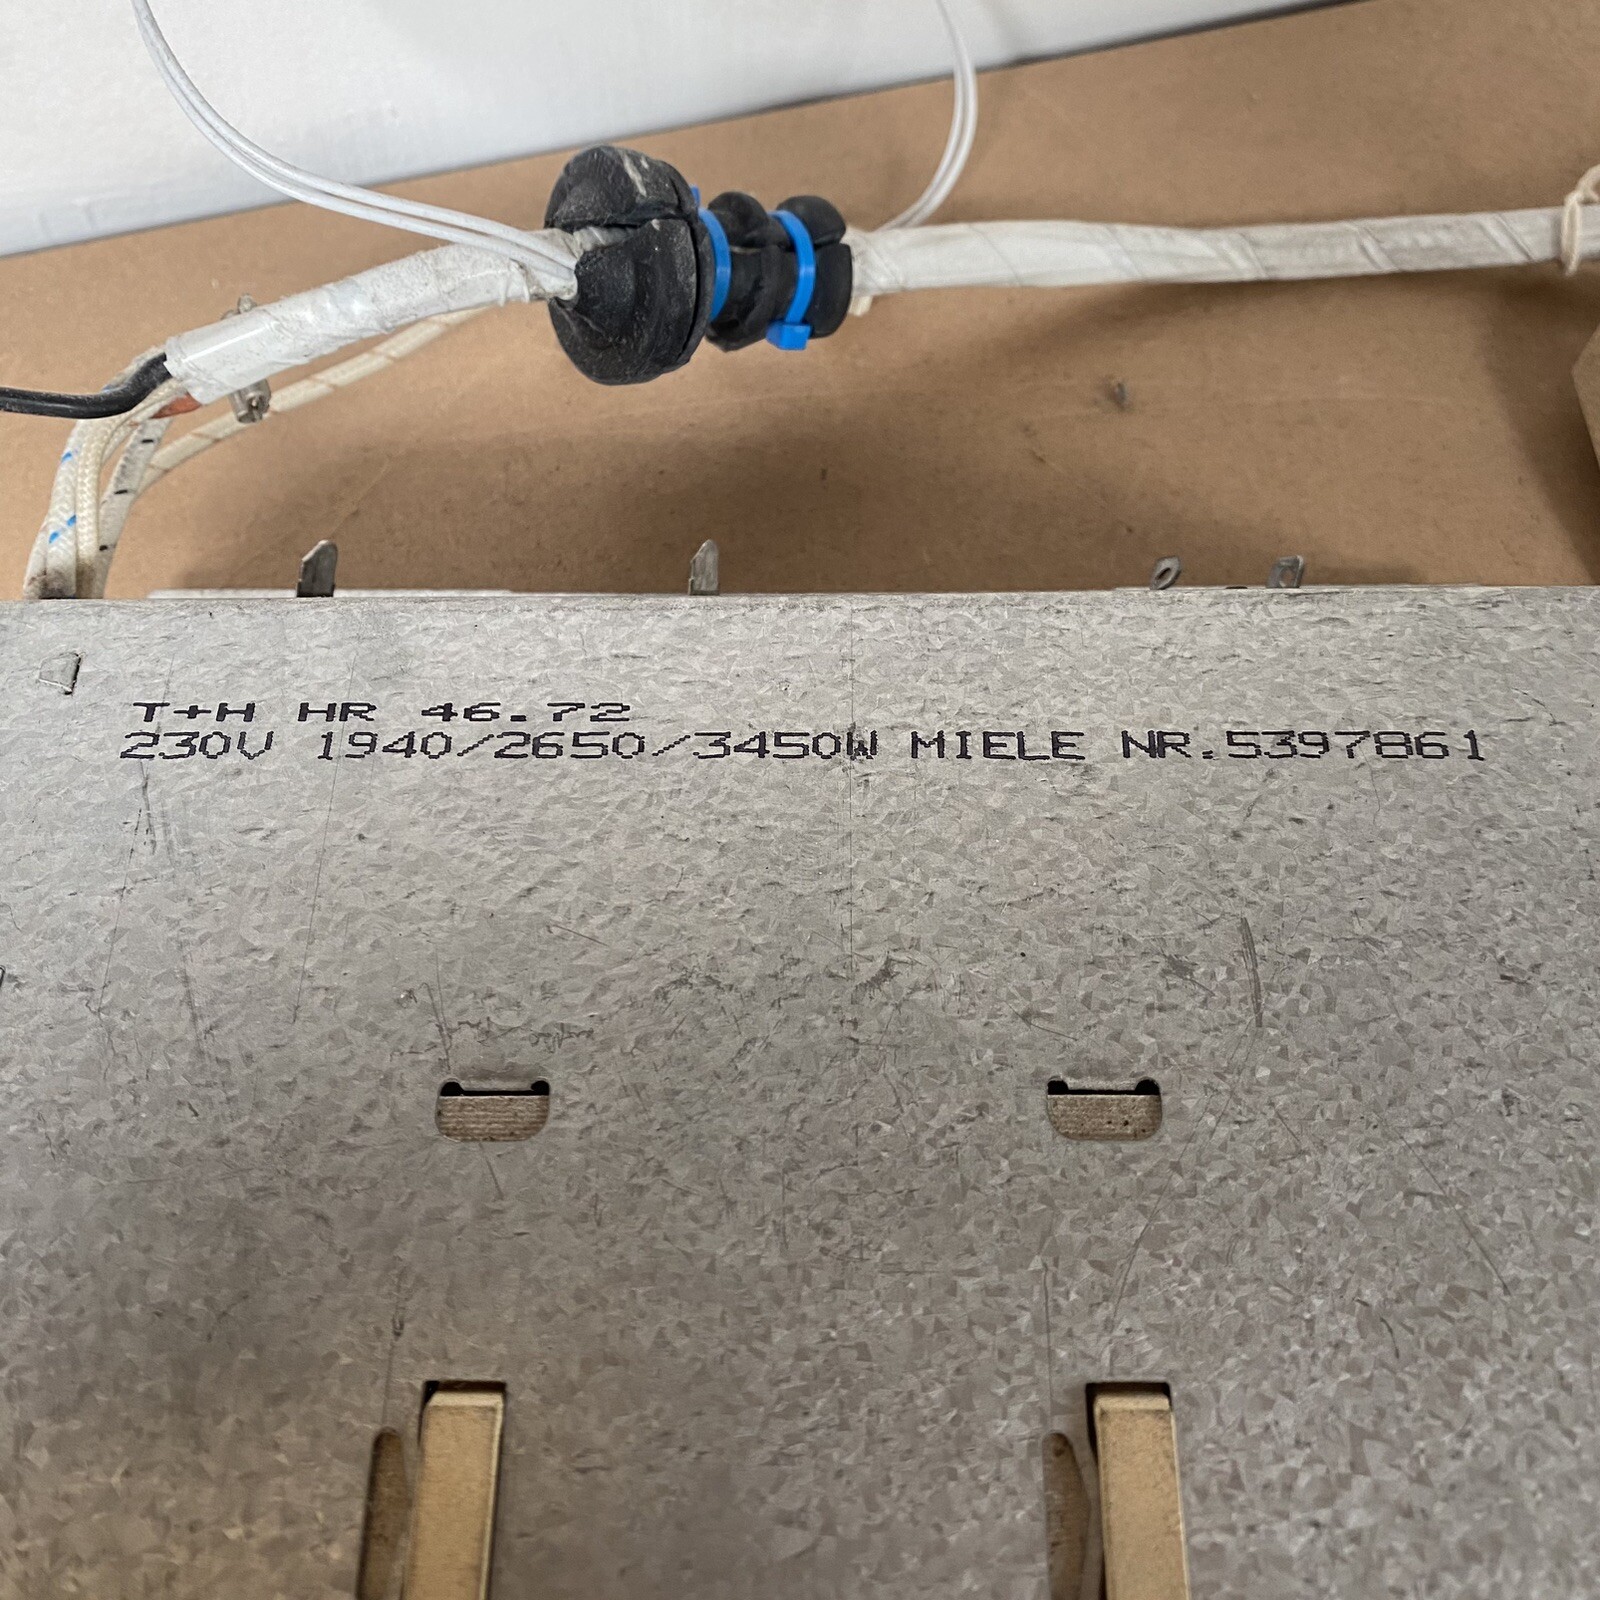 T+H HR 46.72
230V 1940/2650/3450W MIELE NR.5397861